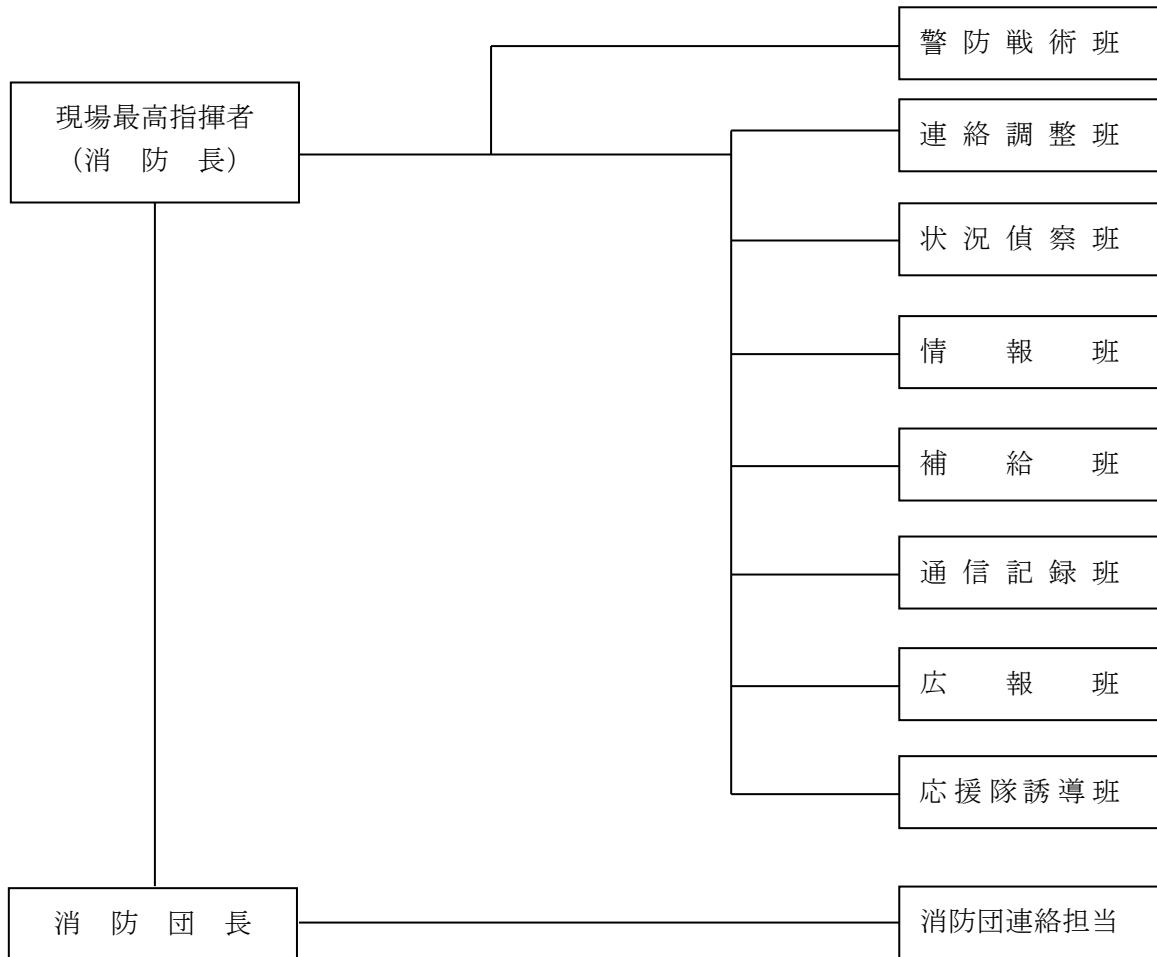 警防戦術班
現場最高指揮者
（消　防　長）
連絡調整班
状況偵察班
情　報　班
補　給　班
通信記録班
広　報　班
応援隊誘導班
消　防　団　長
消防団連絡担当